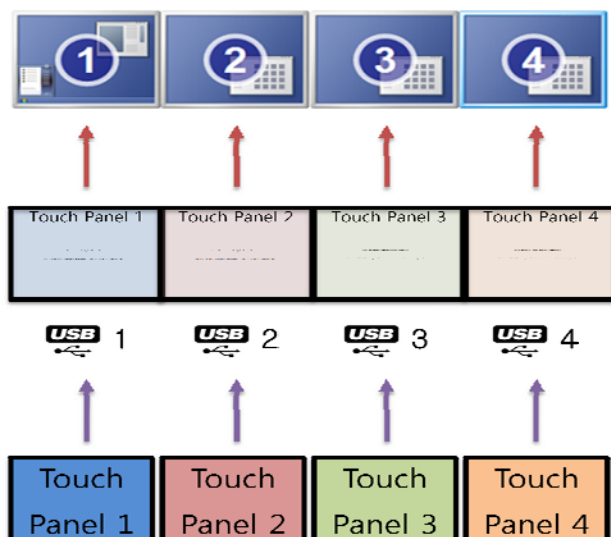 1 2 3 4
Touch Panel 1 Touch Panel 2 Touch Panel 3 Touch Panel 4
USB 1 USB 2 USB 3 USB 4
Touch Touch Touch Touch
Panel 1 Panel 2 Panel 3 Panel 4